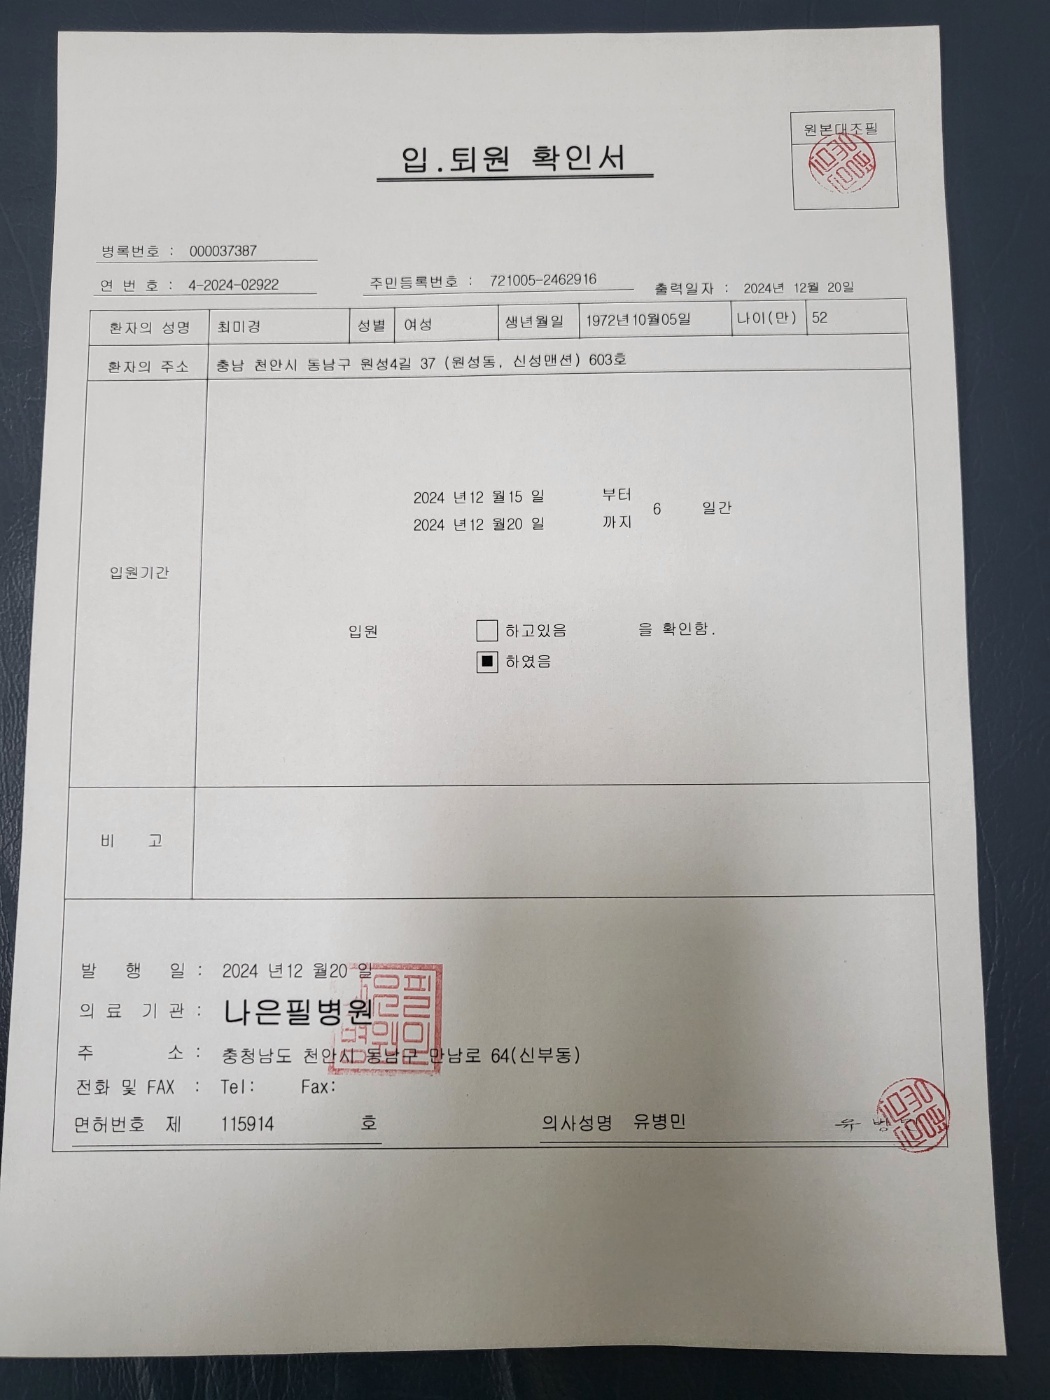 원본대조필
입.퇴원 확인서
병록번호 : 000037387
연 번 호 : 4-2024-02922 주민등록번호 : 721005-2462916 출력일자 : 2024년 12월 20일
환자의 성명 최미경 성별 여성 생년월일 1972년10월05일 나이(만) 52
환자의 주소 충남 천안시 동남구 원성4길 37 (원성동, 신성맨션) 603호
2024 년12 월15 일 부터
6 일간
2024 년12 월20 일 까지
입원기간
입원 하고있음 을 확인함.
하였음
비 고
발 행 일 : 2024 년12 월20 일
의료 기관 : 나은필병원
주 소 : 충청남도 천안시 동남구 만남로 64(신부동)
전화 및 FAX : Tel: Fax:
면허번호 제 115914 호 의사성명 유병민